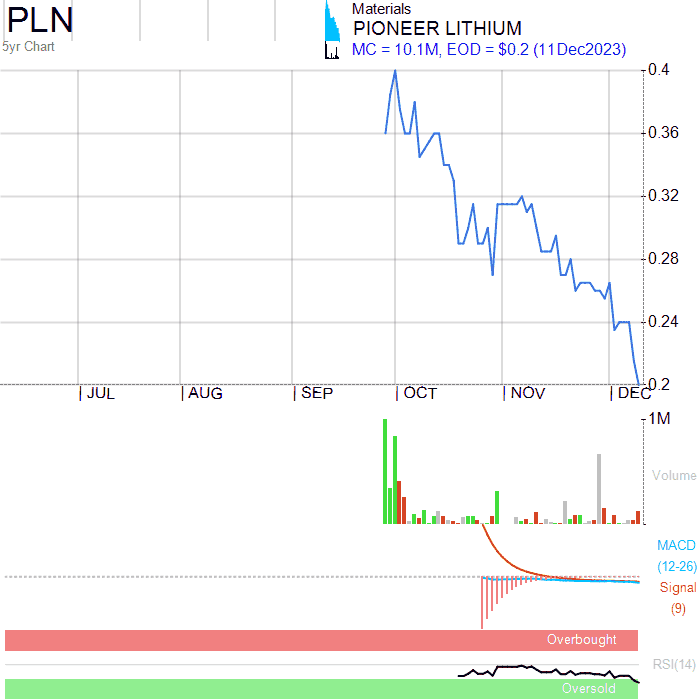 PLN
5yr Chart
Materials
PIONEER LITHIUM
MC = 10.1M, EOD = $0.2 (11Dec2023)
0.4
0.36
0.32
0.28
0.24
0.2
JUL AUG SEP OCT NOV DEC
1M
Volume
MACD
(12-26)
Signal
(9)
Overbought
RSI(14)
Oversold